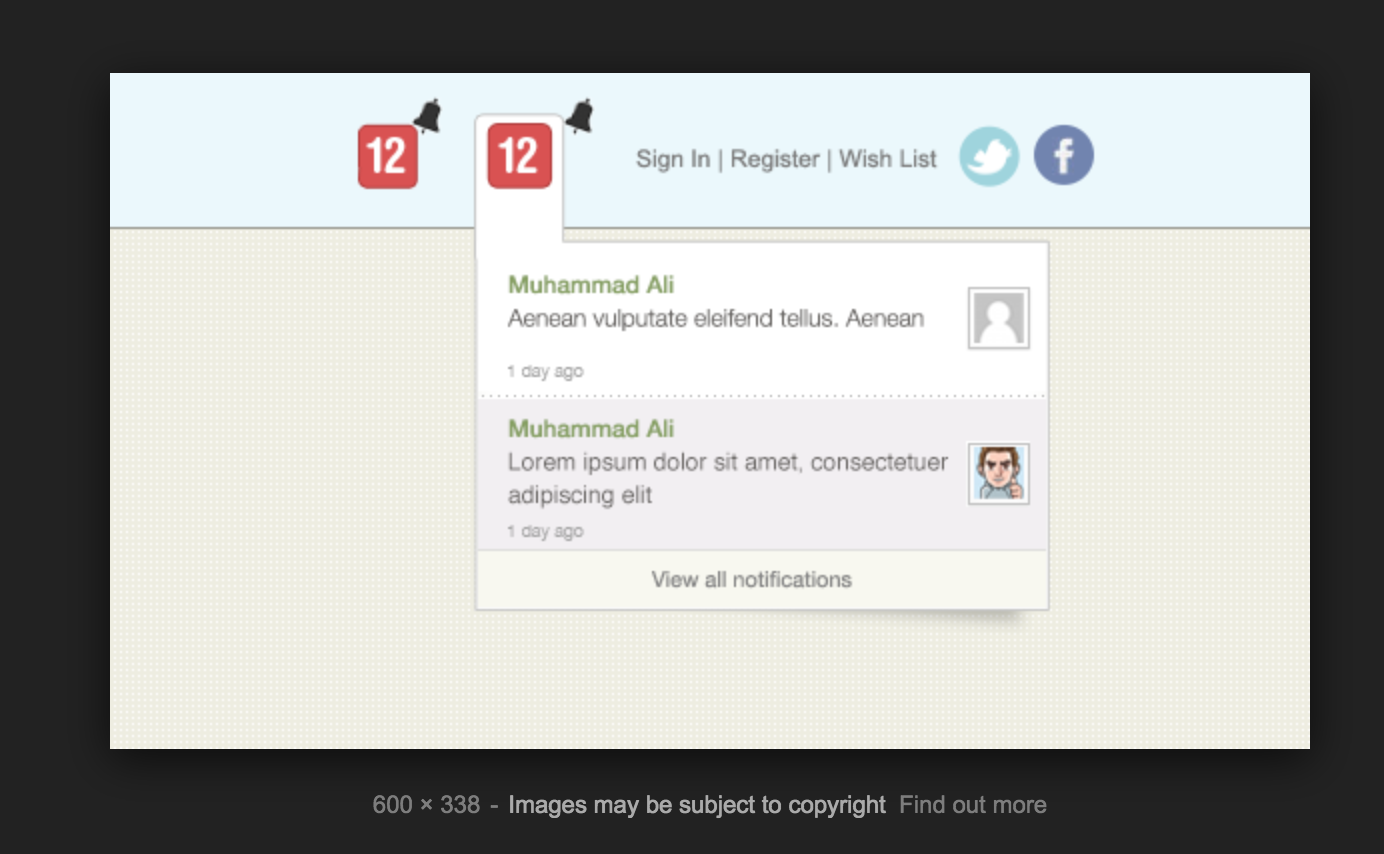 12
12
Sign In | Register | Wish List
f
Muhammad Ali
Aenean vulputate eleifend tellus. Aenean
1 day ago
Muhammad Ali
Lorem ipsum dolor sit amet, consectetuer
adipiscing elit
1 day ago
View all notifications
600 × 338 - Images may be subject to copyright Find out more